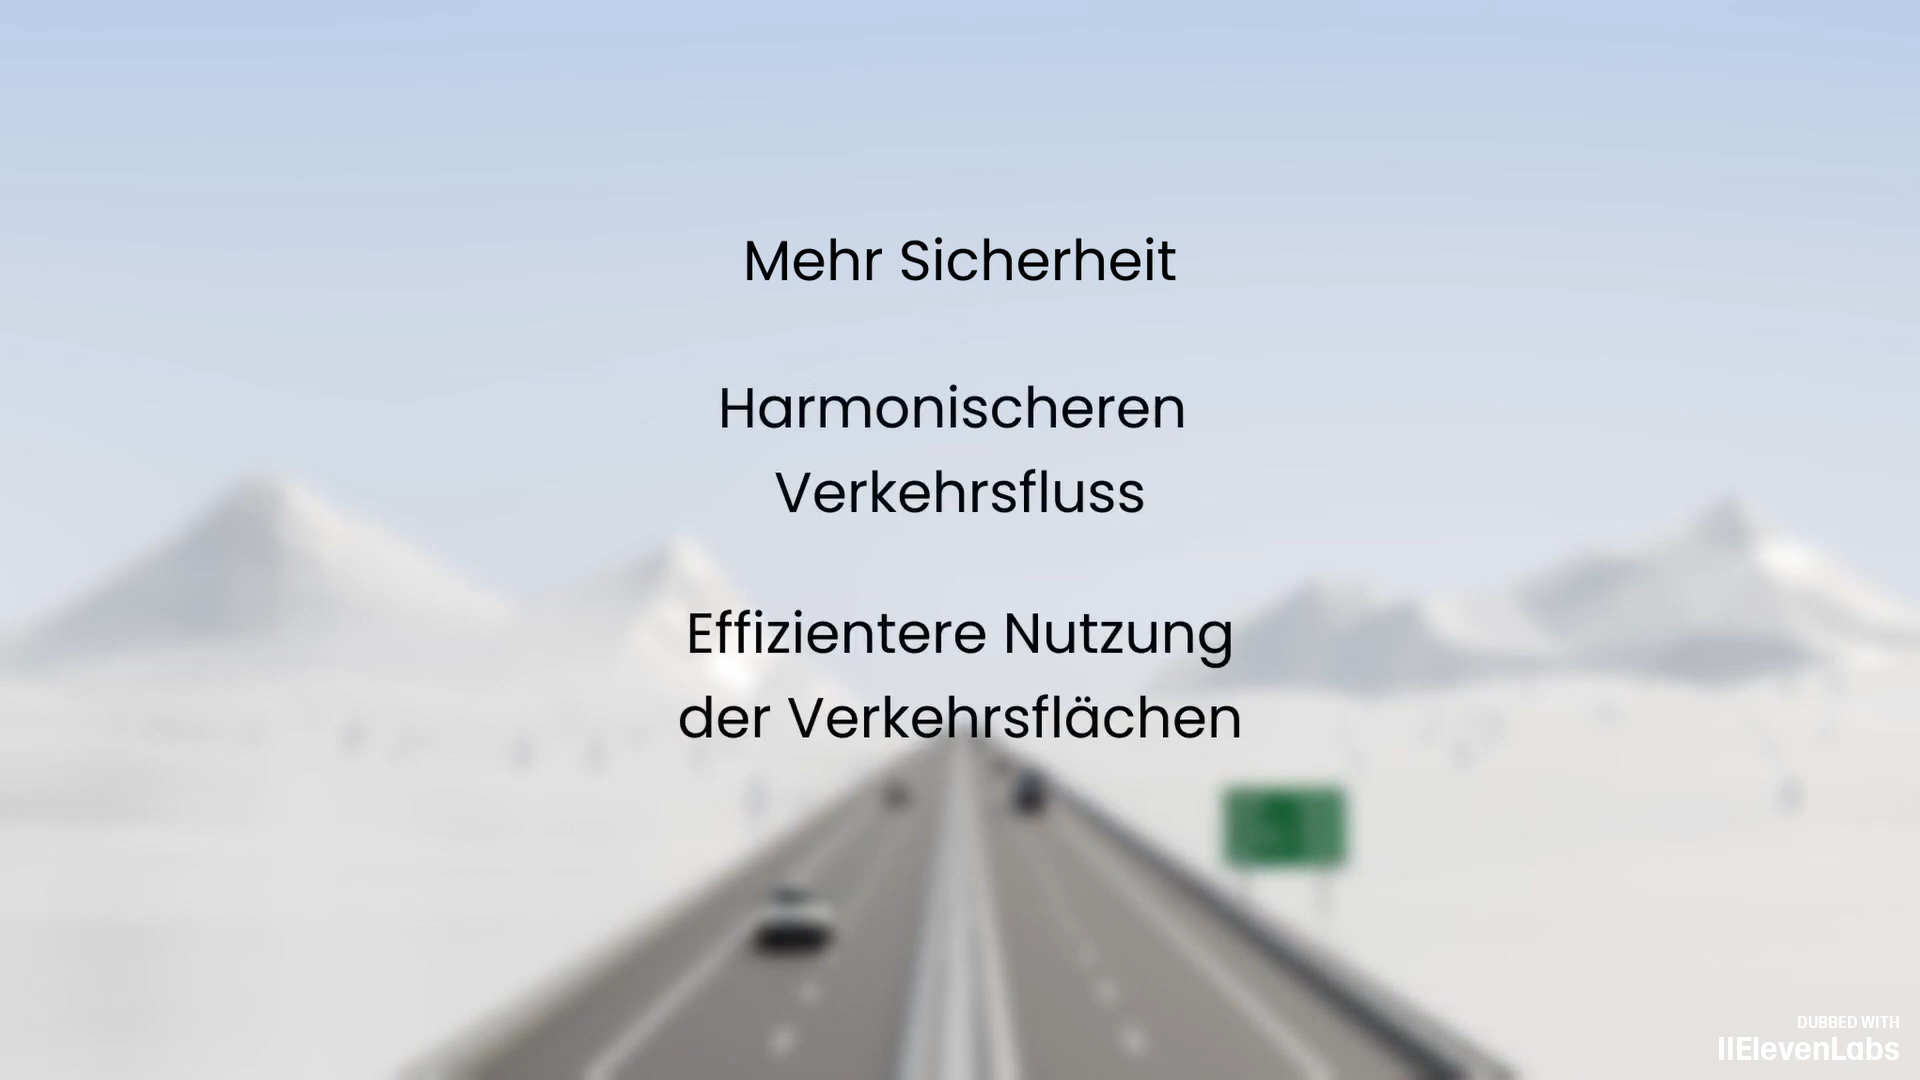 Mehr Sicherheit
Harmonischeren
Verkehrsfluss
Effizientere Nutzung
der Verkehrsflächen
DUBBED WITH
IIElevenLabs